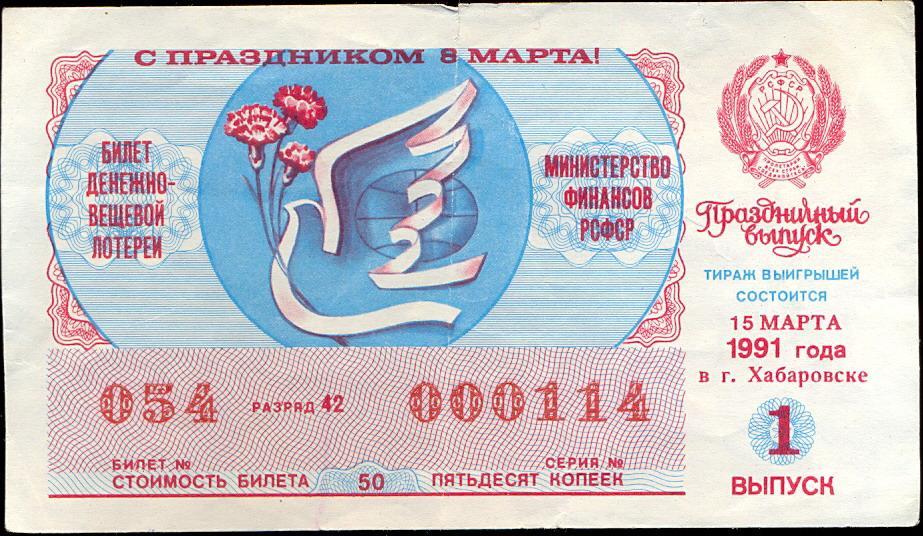 С ПРАЗДНИКОМ 8 МАРТА!
БИЛЕТ
ДЕНЕЖНО-
ВЕЩЕВОЙ
ЛОТЕРЕИ
МИНИСТЕРСТВО
ФИНАНСОВ
РСФСР
РСФСР
Праздничный
выпуск
ТИРАЖ ВЫИГРЫШЕЙ
СОСТОИТСЯ
15 МАРТА
1991 года
в г. Хабаровске
1
ВЫПУСК
054 РАЗРЯД 42 000114
БИЛЕТ № СЕРИЯ №
СТОИМОСТЬ БИЛЕТА 50 ПЯТЬДЕСЯТ КОПЕЕК